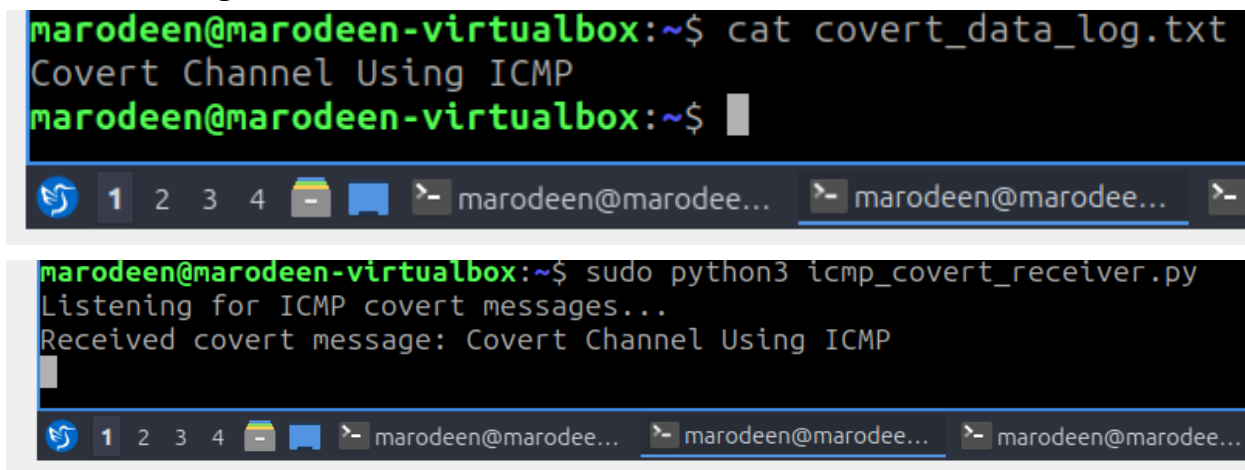 marodeen@marodeen-virtualbox:~$ cat covert_data_log.txt
Covert Channel Using ICMP
marodeen@marodeen-virtualbox:~$
1 2 3 4 marodeen@marodee... marodeen@marodee...
marodeen@marodeen-virtualbox:~$ sudo python3 icmp_covert_receiver.py
Listening for ICMP covert messages...
Received covert message: Covert Channel Using ICMP
1 2 3 4 marodeen@marodee... marodeen@marodee... marodeen@marodee...